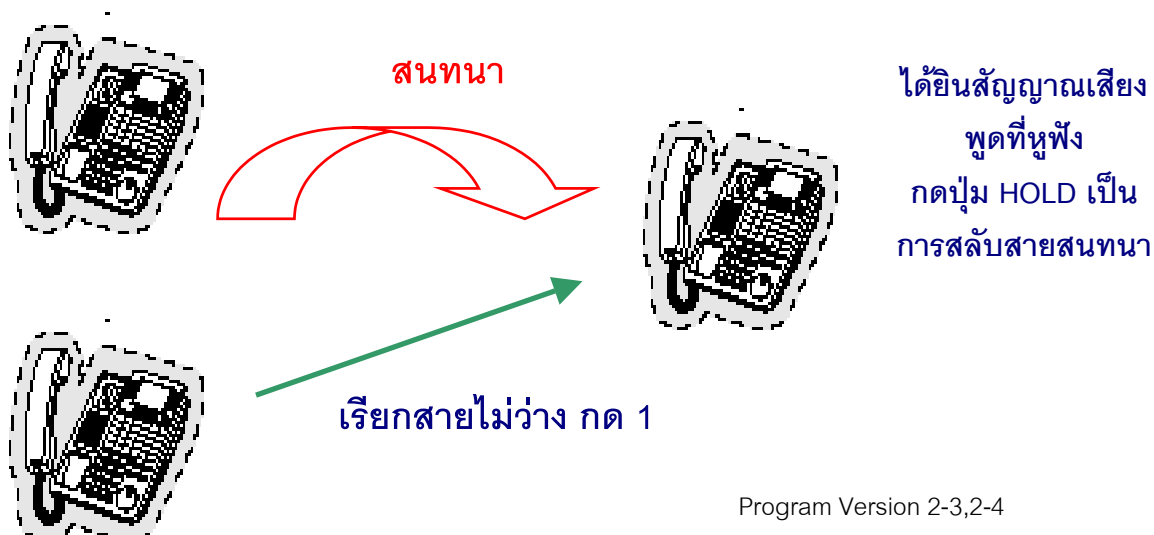 สนทนา
ได้ยินสัญญาณเสียง
พูดที่หูฟัง
กดปุ่ม HOLD เป็น
การสลับสายสนทนา
เรียกสายไม่ว่าง กด 1
Program Version 2-3,2-4